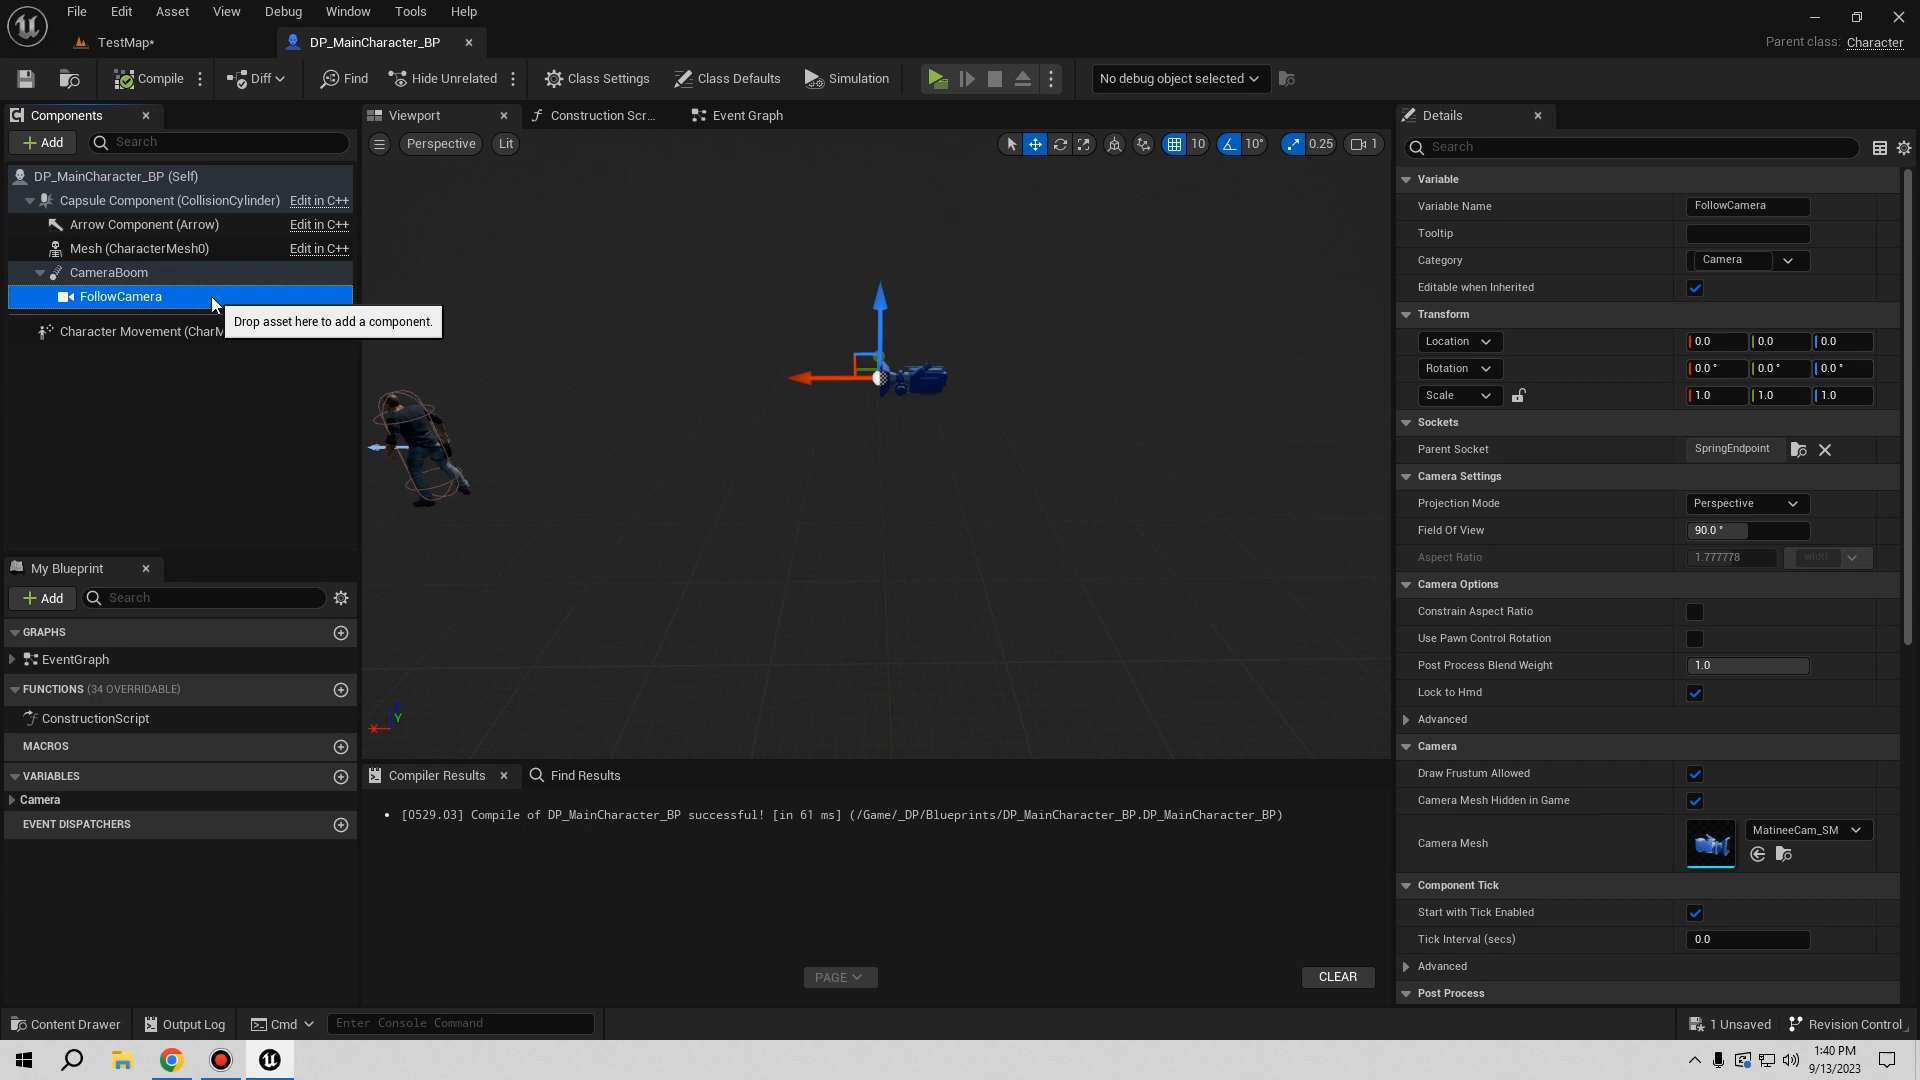 File Edit Asset View Debug Window Tools Help
TestMap*
DP_MainCharacter_BP
Parent class: Character
Compile
Diff
Find
Hide Unrelated
Class Settings
Class Defaults
Simulation
No debug object selected
Components
Add
Search
DP_MainCharacter_BP (Self)
Capsule Component (CollisionCylinder) Edit in C++
Arrow Component (Arrow) Edit in C++
Mesh (CharacterMesh0) Edit in C++
CameraBoom
FollowCamera
Drop asset here to add a component.
Character Movement (CharM
My Blueprint
Add
Search
GRAPHS
EventGraph
FUNCTIONS (34 OVERRIDABLE)
ConstructionScript
MACROS
VARIABLES
Camera
EVENT DISPATCHERS
Viewport
Construction Scr...
Event Graph
Perspective
Lit
10
10°
0.25
1
Y
Compiler Results
Find Results
[0529.03] Compile of DP_MainCharacter_BP successful! [in 61 ms] (/Game/_DP/Blueprints/DP_MainCharacter_BP.DP_MainCharacter_BP)
PAGE
CLEAR
Details
Search
Variable
Variable Name FollowCamera
Tooltip
Category Camera
Editable when Inherited
Transform
Location 0.0 0.0 0.0
Rotation 0.0 ° 0.0 ° 0.0 °
Scale 1.0 1.0 1.0
Sockets
Parent Socket SpringEndpoint
Camera Settings
Projection Mode Perspective
Field Of View 90.0 °
Aspect Ratio 1.777778
Camera Options
Constrain Aspect Ratio
Use Pawn Control Rotation
Post Process Blend Weight 1.0
Lock to Hmd
Advanced
Camera
Draw Frustum Allowed
Camera Mesh Hidden in Game
Camera Mesh MatineeCam_SM
Component Tick
Start with Tick Enabled
Tick Interval (secs) 0.0
Advanced
Post Process
Content Drawer
Output Log
Cmd
Enter Console Command
1 Unsaved
Revision Control
1:40 PM
9/13/2023